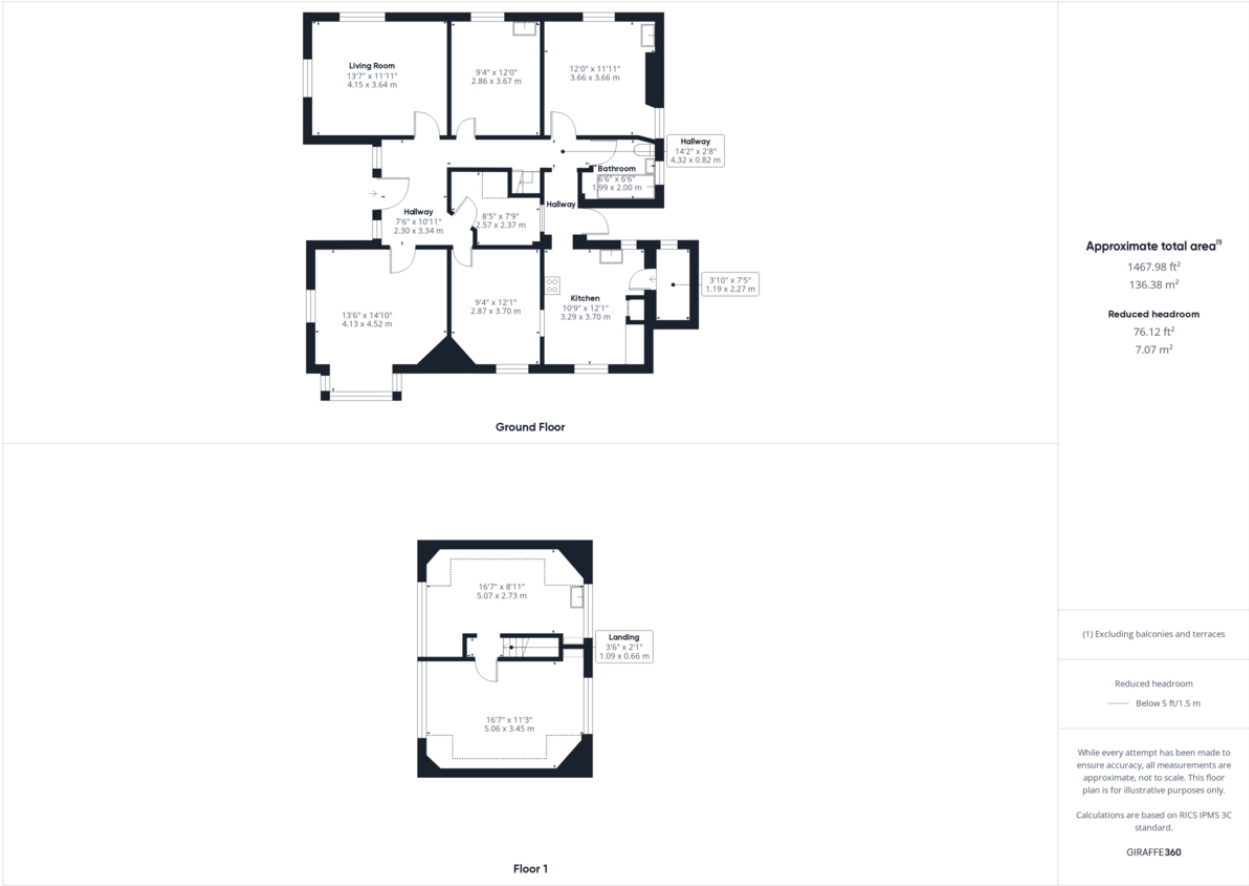 Living Room
13'7" x 11'11"
4.15 x 3.64 m
9'4" x 12'0"
2.86 x 3.67 m
12'0" x 11'11"
3.66 x 3.66 m
Hallway
14'2" x 2'8"
4.32 x 0.82 m
Bathroom
6'6" x 6'6"
1.99 x 2.00 m
Hallway
7'6" x 10'11"
2.30 x 3.34 m
8'5" x 7'9"
2.57 x 2.37 m
Hallway
13'6" x 14'10"
4.13 x 4.52 m
9'4" x 12'1"
2.87 x 3.70 m
Kitchen
10'9" x 12'1"
3.29 x 3.70 m
3'10" x 7'5"
1.19 x 2.27 m
Ground Floor
16'7" x 8'11"
5.07 x 2.73 m
Landing
3'6" x 2'1"
1.09 x 0.66 m
16'7" x 11'3"
5.06 x 3.45 m
Floor 1
Approximate total area(1)
1467.98 ft²
136.38 m²
Reduced headroom
76.12 ft²
7.07 m²
(1) Excluding balconies and terraces
Reduced headroom
Below 5 ft/1.5 m
While every attempt has been made to
ensure accuracy, all measurements are
approximate, not to scale. This floor
plan is for illustrative purposes only.
Calculations are based on RICS IPMS 3C
standard.
GIRAFFE360